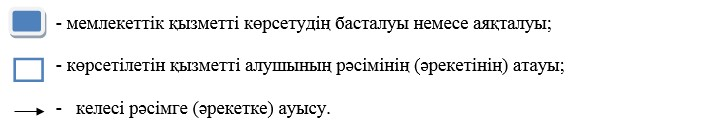 - мемлекеттік қызметті көрсетудің басталуы немесе аяқталуы;
- көрсетілетін қызметті алушының рәсімінің (әрекетінің) атауы;
- келесі рәсімге (әрекетке) ауысу.